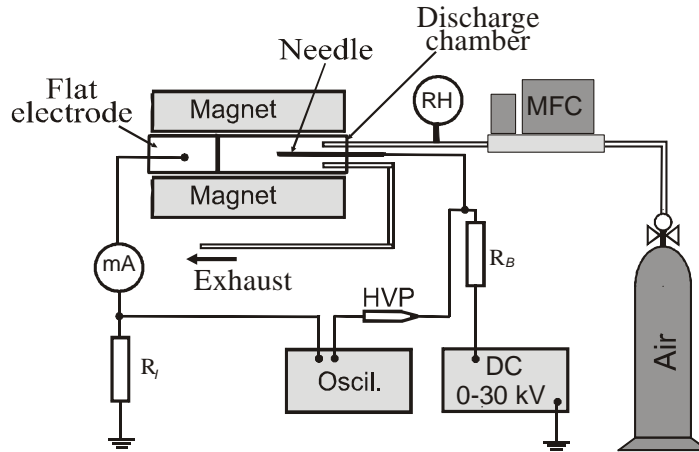 Discharge
chamber
Needle
Flat
electrode
Magnet
RH
MFC
Magnet
mA
Exhaust
HVP
R_B
R_I
Oscil.
DC
0-30 kV
Air